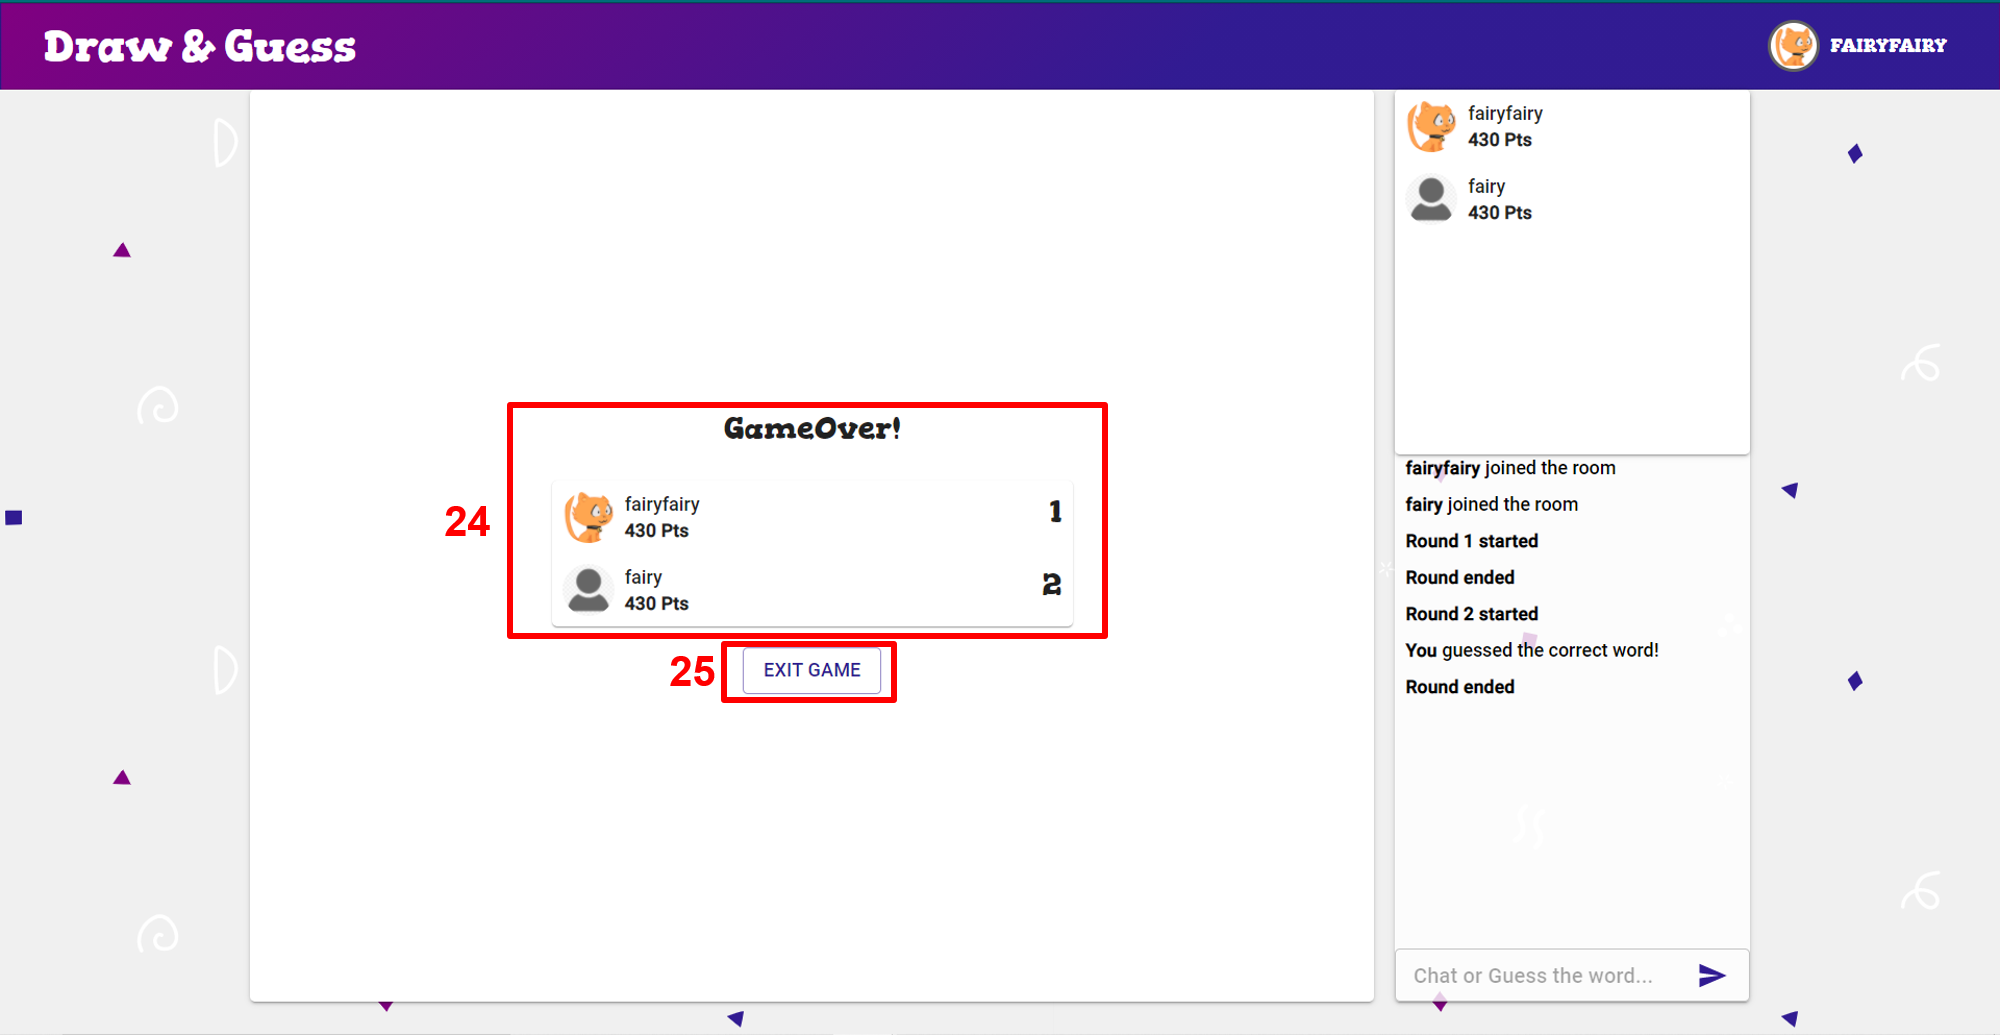 Draw & Guess
FAIRYFAIRY
fairyfairy
430 Pts
fairy
430 Pts
24
GameOver!
fairyfairy
430 Pts
1
fairy
430 Pts
2
25
EXIT GAME
fairyfairy joined the room
fairy joined the room
Round 1 started
Round ended
Round 2 started
You guessed the correct word!
Round ended
Chat or Guess the word...